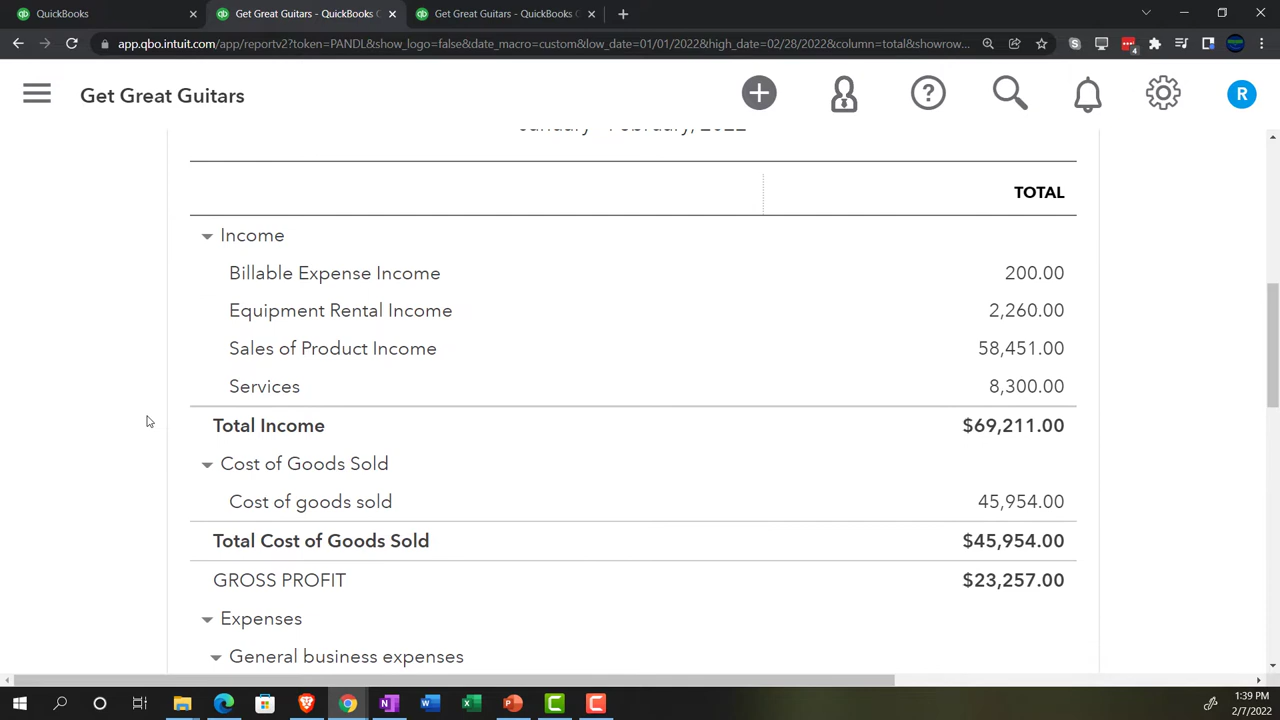 QuickBooks
Get Great Guitars - QuickBooks
Get Great Guitars - QuickBooks
app.qbo.intuit.com/app/reportv2?token=PANDL&show_logo=false&date_macro=custom&low_date=01/01/2022&high_date=02/28/2022&column=total&showrow...
4
Get Great Guitars
R
January - February, 2022
TOTAL
Income
Billable Expense Income 200.00
Equipment Rental Income 2,260.00
Sales of Product Income 58,451.00
Services 8,300.00
Total Income $69,211.00
Cost of Goods Sold
Cost of goods sold 45,954.00
Total Cost of Goods Sold $45,954.00
GROSS PROFIT $23,257.00
Expenses
General business expenses
1:39 PM
2/7/2022